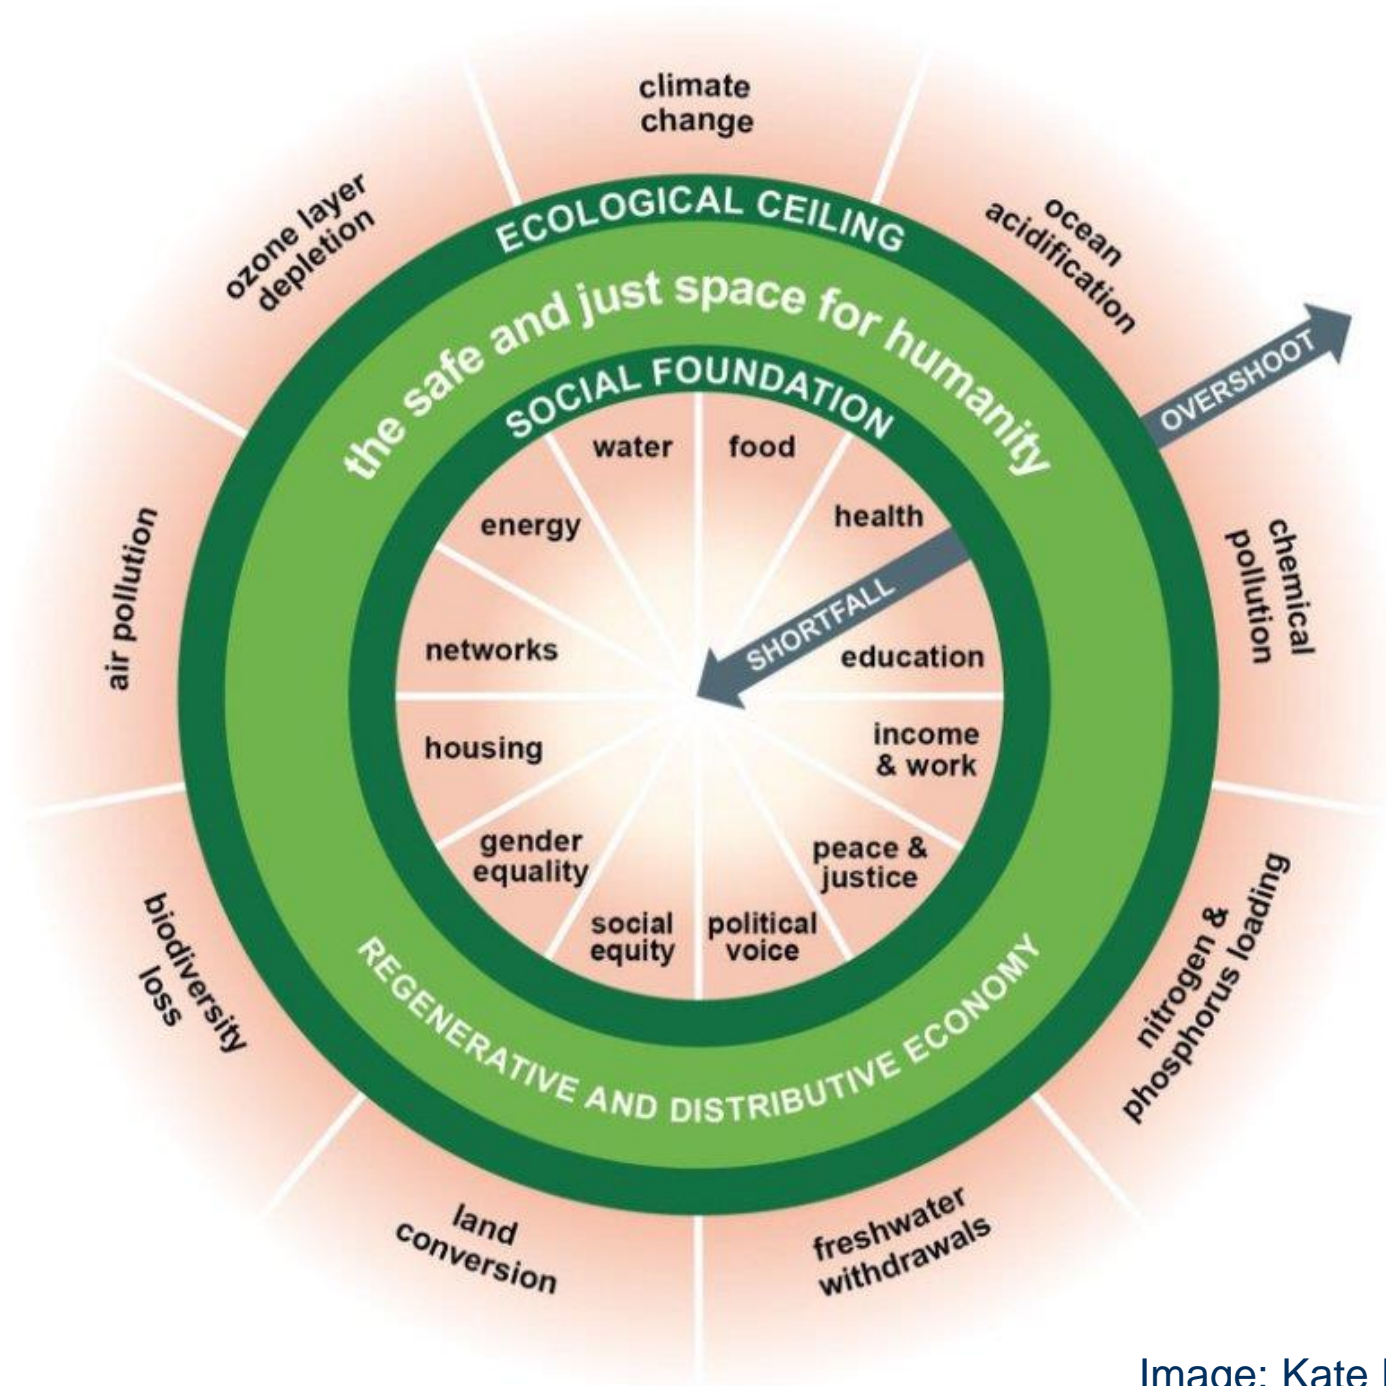 climate
change
ocean
acidification
OVERSHOOT
chemical
pollution
nitrogen &
phosphorus loading
freshwater
withdrawals
land
conversion
biodiversity
loss
air pollution
ozone layer
depletion
ECOLOGICAL CEILING
the safe and just space for humanity
SOCIAL FOUNDATION
water
food
health
SHORTFALL
education
income
& work
peace &
justice
political
voice
social
equity
gender
equality
housing
networks
energy
REGENERATIVE AND DISTRIBUTIVE ECONOMY
Image: Kate